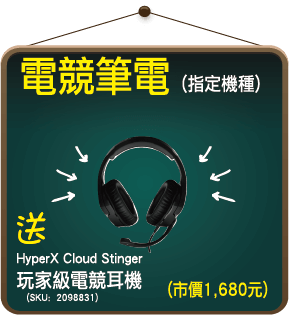 電競筆電 (指定機種)
送
HyperX Cloud Stinger
玩家級電競耳機 (市價1,680元)
(SKU: 2098831)